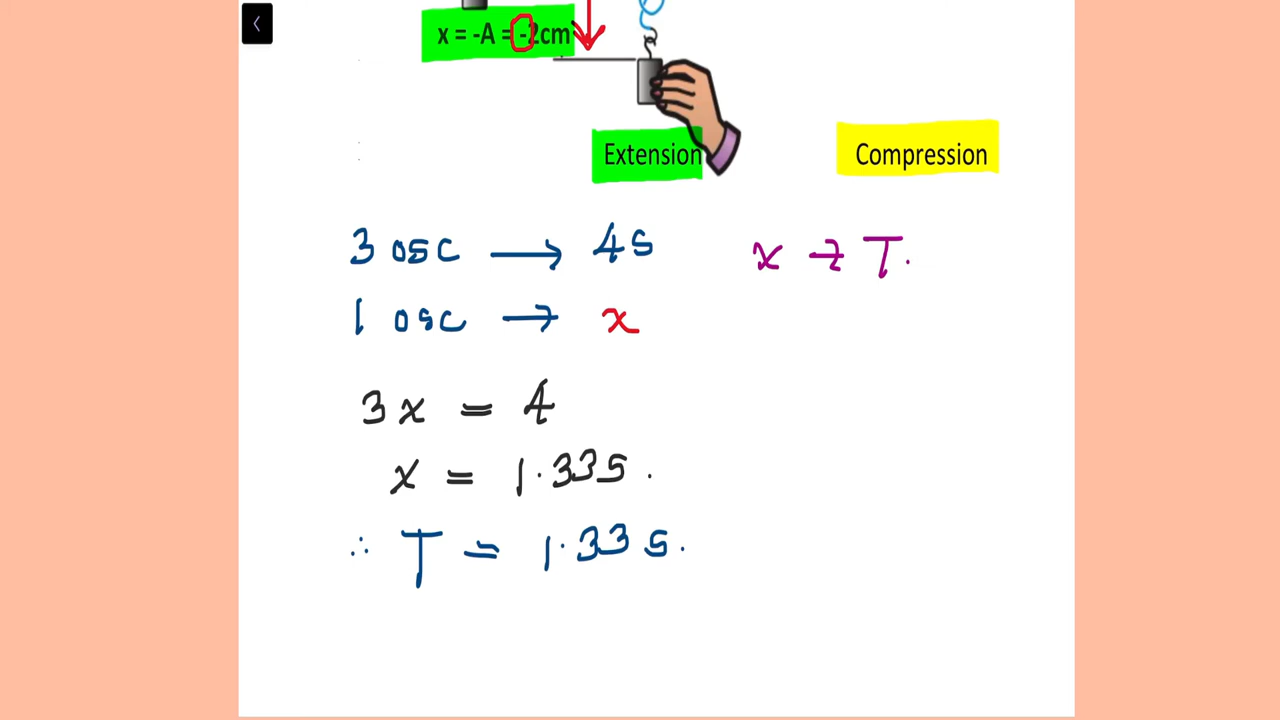 x = -A = -2cm
Extension
Compression
3 osc → 4s
x → T.
1 osc → x
3x = 4
x = 1.33s.
∴ T = 1.33s.